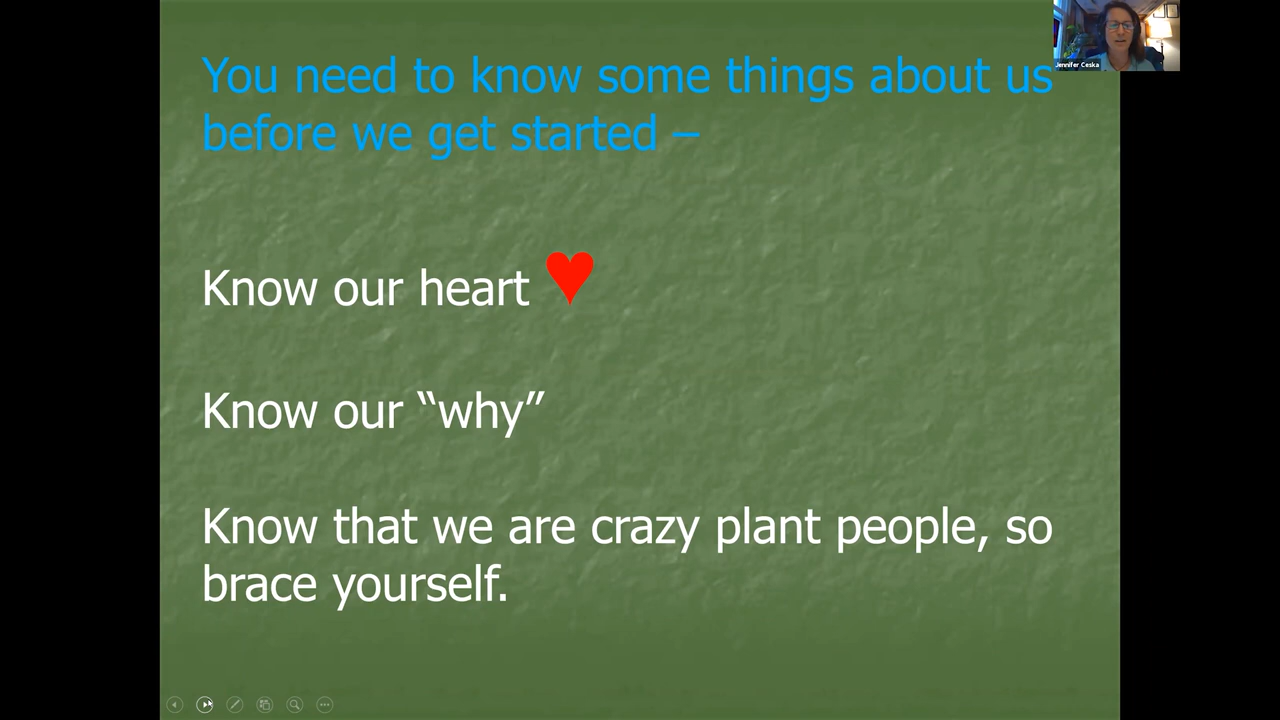 You need to know some things about us
before we get started –
Jennifer Ceska
Know our heart ♥
Know our “why”
Know that we are crazy plant people, so
brace yourself.